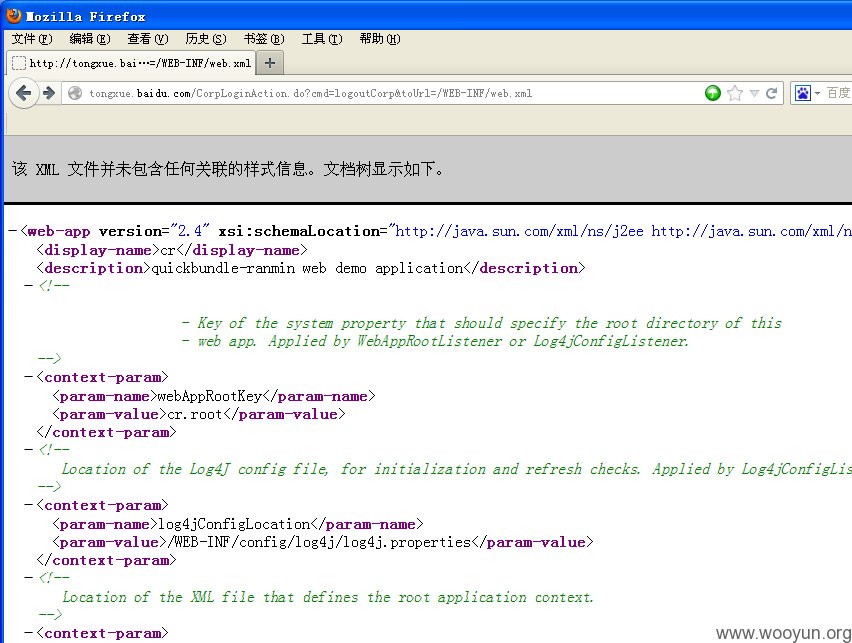 Mozilla Firefox
文件(F) 编辑(E) 查看(V) 历史(S) 书签(B) 工具(T) 帮助(H)
http://tongxue.bai···=/WEB-INF/web.xml +
tongxue.baidu.com/CorpLoginAction.do?cmd=logoutCorp&toUrl=/WEB-INF/web.xml 百度
该 XML 文件并未包含任何关联的样式信息。文档树显示如下。
-<web-app version="2.4" xsi:schemaLocation="http://java.sun.com/xml/ns/j2ee http://java.sun.com/xml/n
<display-name>cr</display-name>
<description>quickbundle-ranmin web demo application</description>
-<!--
- Key of the system property that should specify the root directory of this
- web app. Applied by WebAppRootListener or Log4jConfigListener.
-->
-<context-param>
<param-name>webAppRootKey</param-name>
<param-value>cr.root</param-value>
</context-param>
-<!--
Location of the Log4J config file, for initialization and refresh checks. Applied by Log4jConfigLis
-->
-<context-param>
<param-name>log4jConfigLocation</param-name>
<param-value>/WEB-INF/config/log4j/log4j.properties</param-value>
</context-param>
-<!--
Location of the XML file that defines the root application context.
-->
-<context-param>
www.wooyun.org